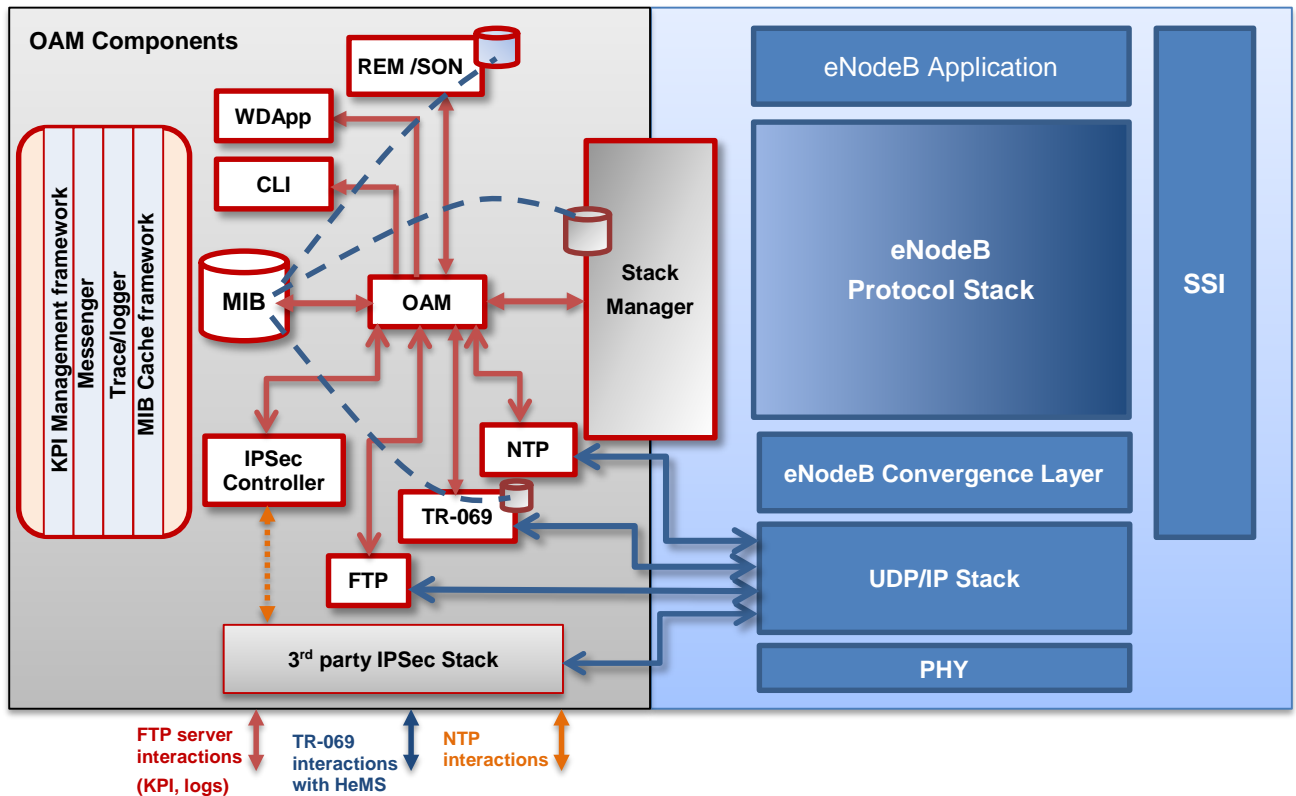 OAM Components
REM /SON
WDApp
CLI
MIB
OAM
Stack
Manager
KPI Management framework
Messenger
Trace/logger
MIB Cache framework
IPSec
Controller
NTP
TR-069
FTP
3rd party IPSec Stack
eNodeB Application
eNodeB
Protocol Stack
SSI
eNodeB Convergence Layer
UDP/IP Stack
PHY
FTP server
interactions
(KPI, logs)
TR-069
interactions
with HeMS
NTP
interactions